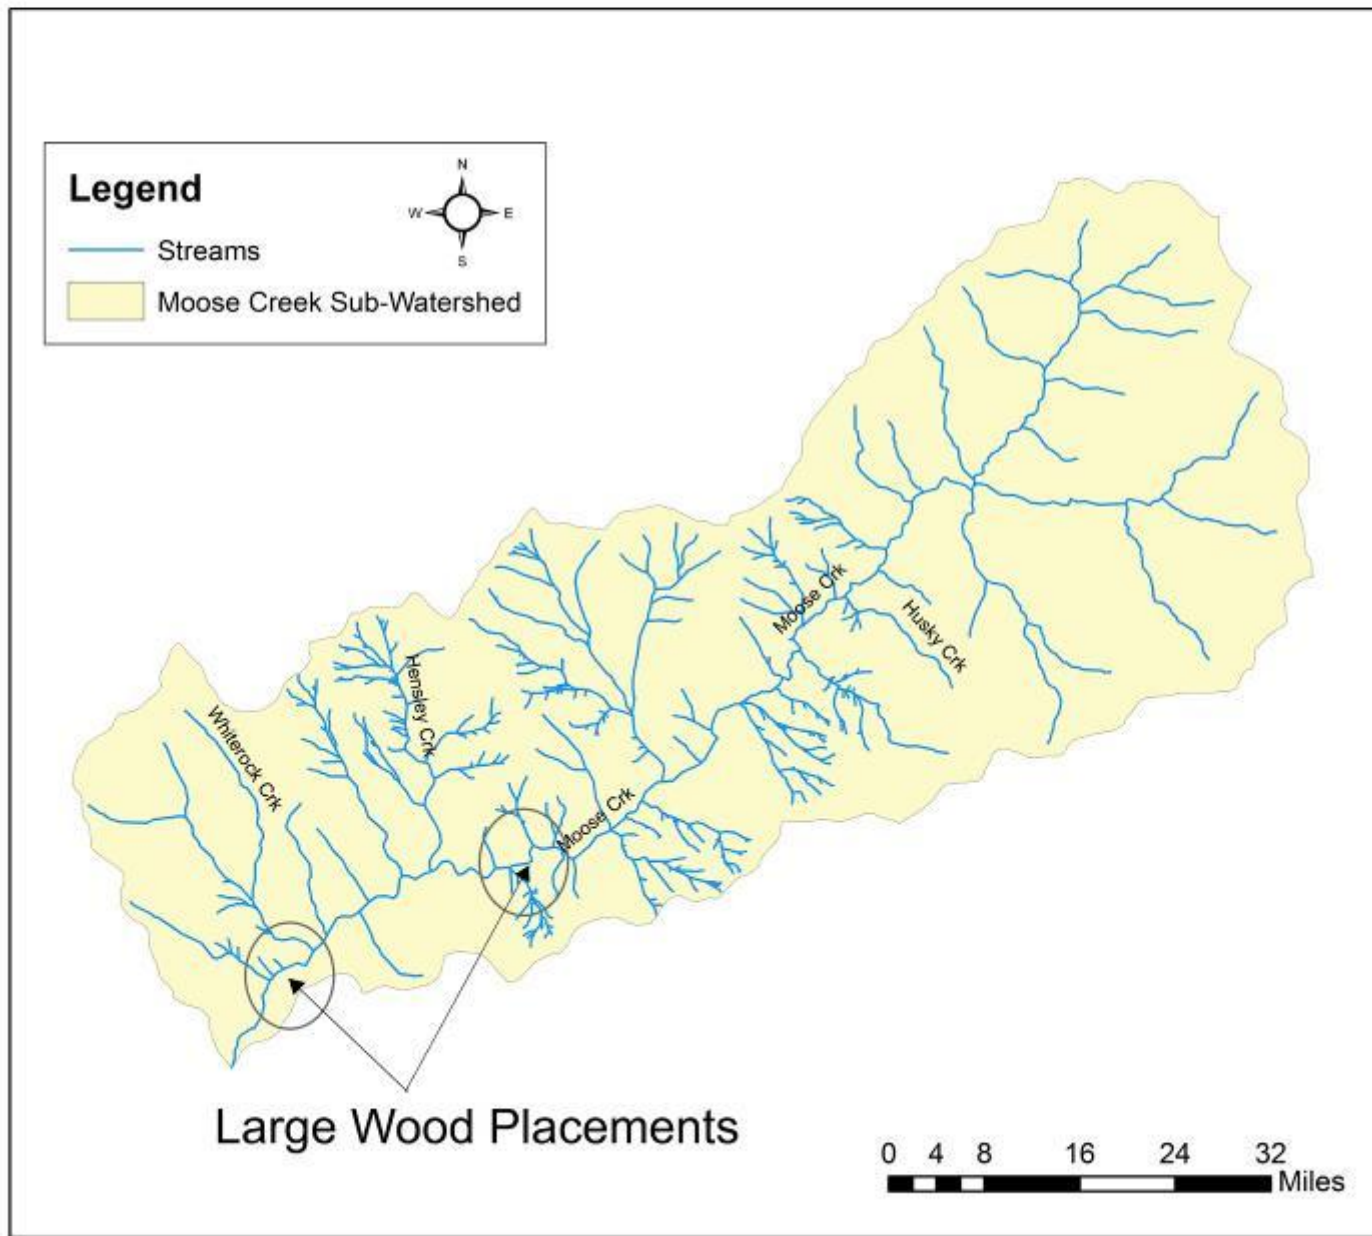 Legend
N
W E
S
Streams
Moose Creek Sub-Watershed
Moose Crk
Husky Crk
Hensley Crk
Whiterock Crk
Moose Crk
Large Wood Placements
0 4 8 16 24 32
Miles